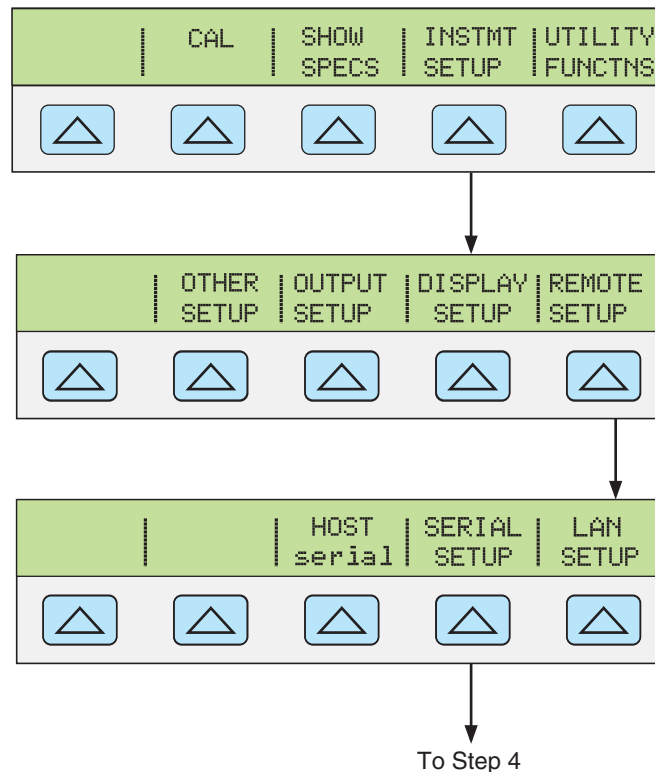 CAL SHOW INSTMT UTILITY
SPECS SETUP FUNCTNS
OTHER OUTPUT DISPLAY REMOTE
SETUP SETUP SETUP SETUP
HOST SERIAL LAN
serial SETUP SETUP
To Step 4